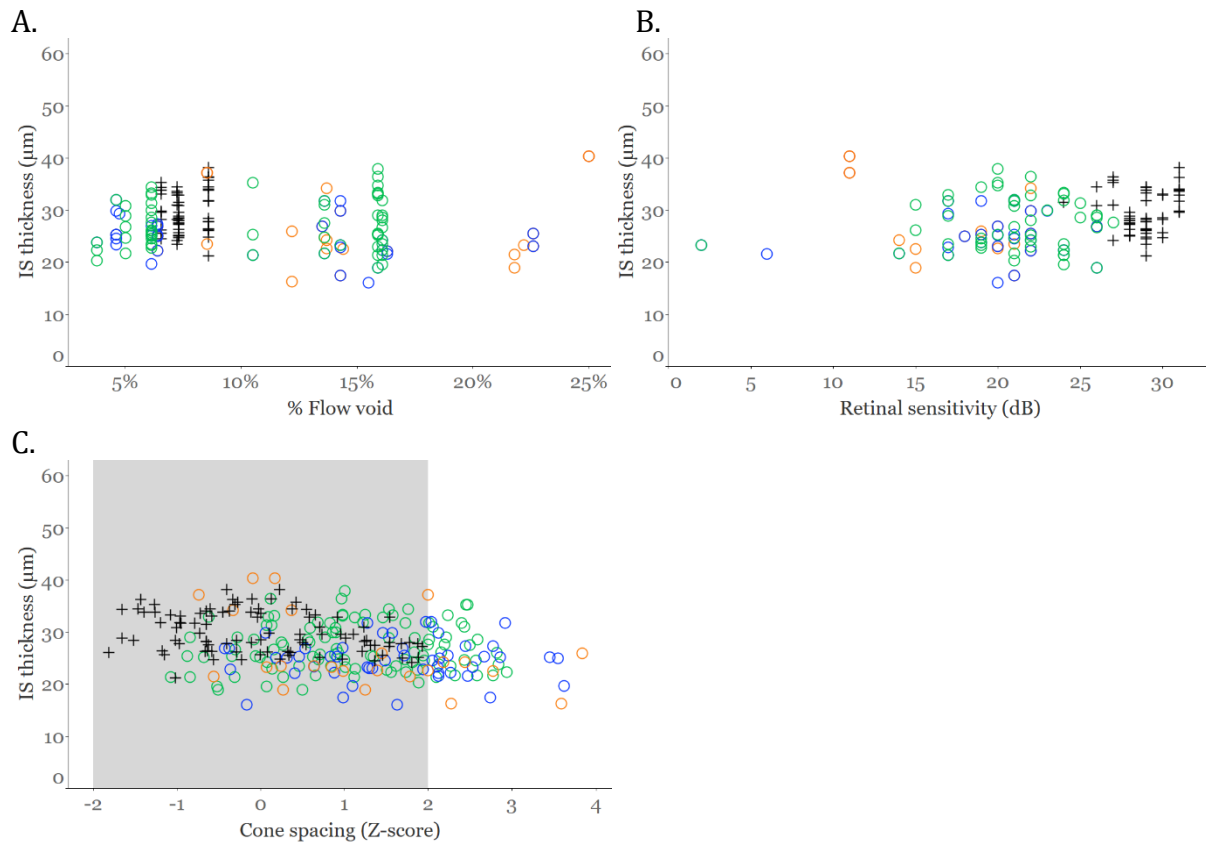 A.
60
50
40
30
20
10
0
IS thickness (µm)
5% 10% 15% 20% 25%
% Flow void
B.
60
50
40
30
20
10
0
IS thickness (µm)
0 5 10 15 20 25 30
Retinal sensitivity (dB)
C.
60
50
40
30
20
10
0
IS thickness (µm)
-2 -1 0 1 2 3 4
Cone spacing (Z-score)